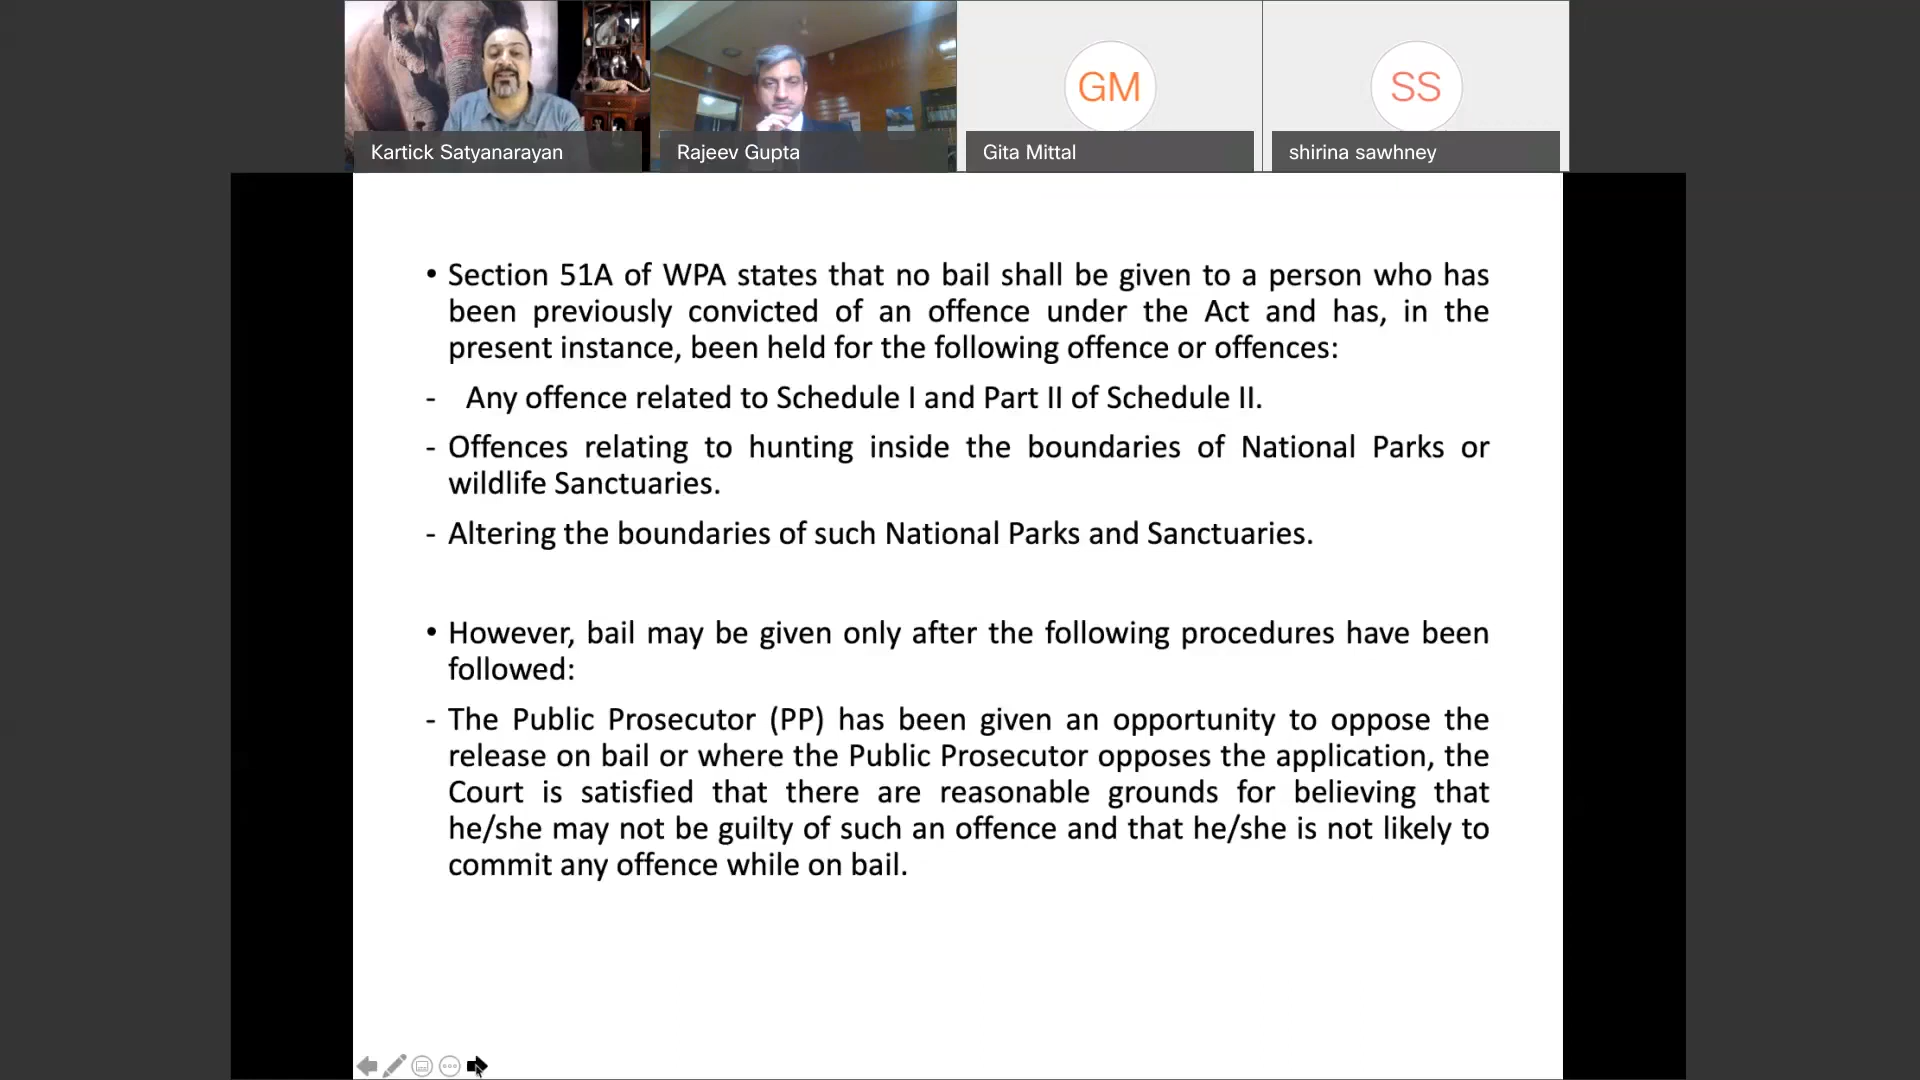 Kartick Satyanarayan
Rajeev Gupta
GM
Gita Mittal
SS
shirina sawhney
• Section 51A of WPA states that no bail shall be given to a person who has
been previously convicted of an offence under the Act and has, in the
present instance, been held for the following offence or offences:
- Any offence related to Schedule I and Part II of Schedule II.
- Offences relating to hunting inside the boundaries of National Parks or
wildlife Sanctuaries.
- Altering the boundaries of such National Parks and Sanctuaries.
• However, bail may be given only after the following procedures have been
followed:
- The Public Prosecutor (PP) has been given an opportunity to oppose the
release on bail or where the Public Prosecutor opposes the application, the
Court is satisfied that there are reasonable grounds for believing that
he/she may not be guilty of such an offence and that he/she is not likely to
commit any offence while on bail.